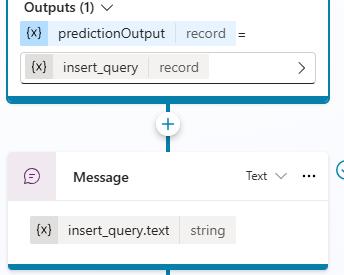 Outputs (1)
{x} predictionOutput record =
{x} insert_query record
Message Text ...
{x} insert_query.text string